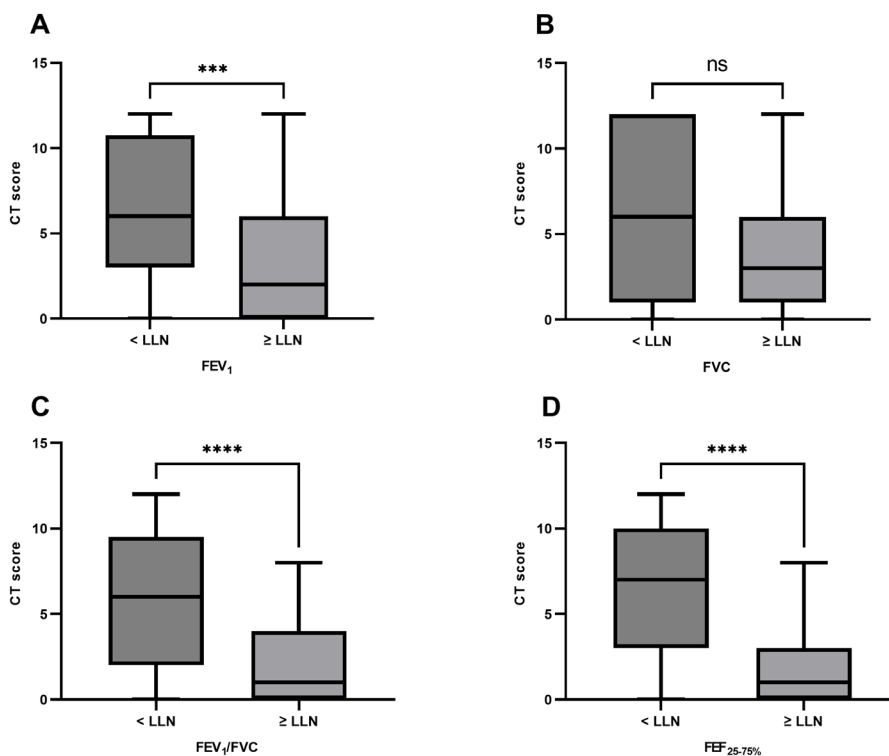 A
B
15
***
10
CT score
5
0
< LLN
≥ LLN
FEV₁
15
ns
10
CT score
5
0
< LLN
≥ LLN
FVC
C
D
15
****
10
CT score
5
0
< LLN
≥ LLN
FEV₁/FVC
15
****
10
CT score
5
0
< LLN
≥ LLN
FEF₂₅₋₇₅%